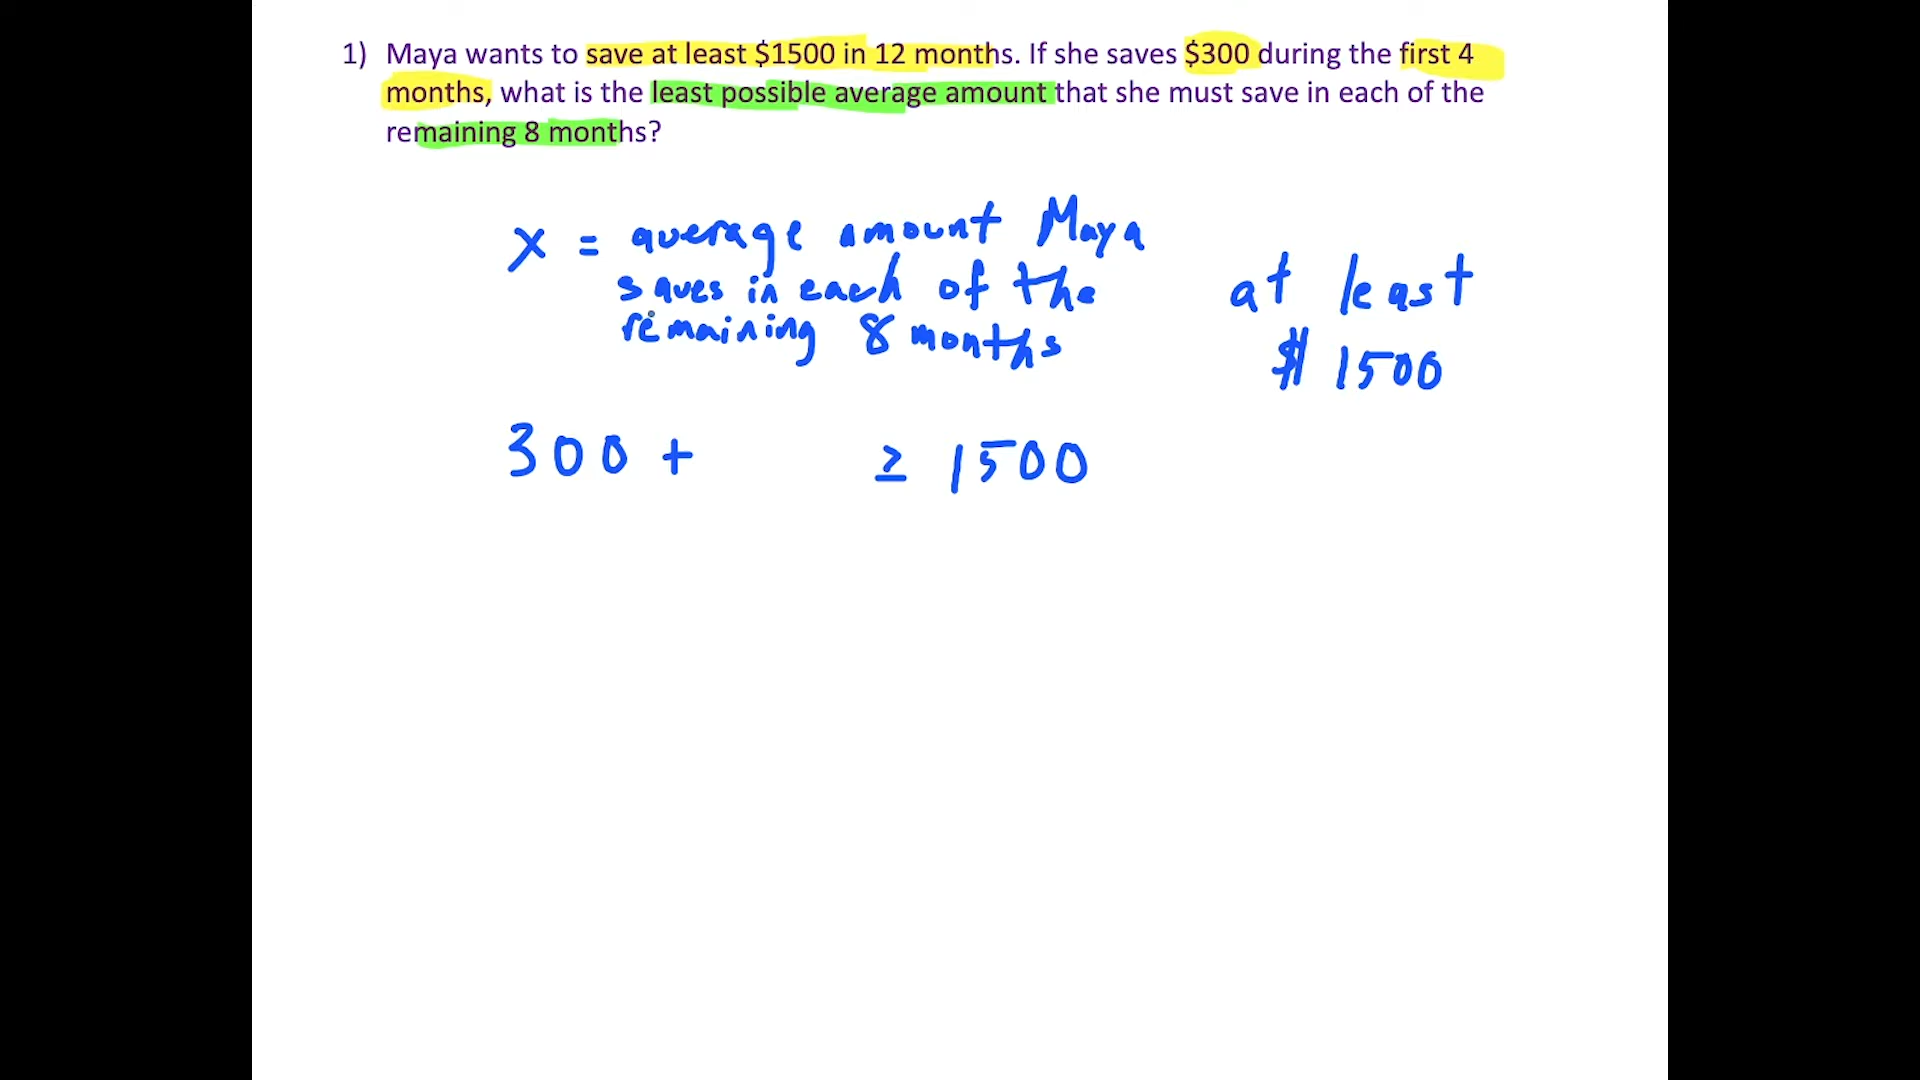 1) Maya wants to save at least $1500 in 12 months. If she saves $300 during the first 4
months, what is the least possible average amount that she must save in each of the
remaining 8 months?
x = average amount Maya
saves in each of the
remaining 8 months
at least
$ 1500
300 + ≥ 1500